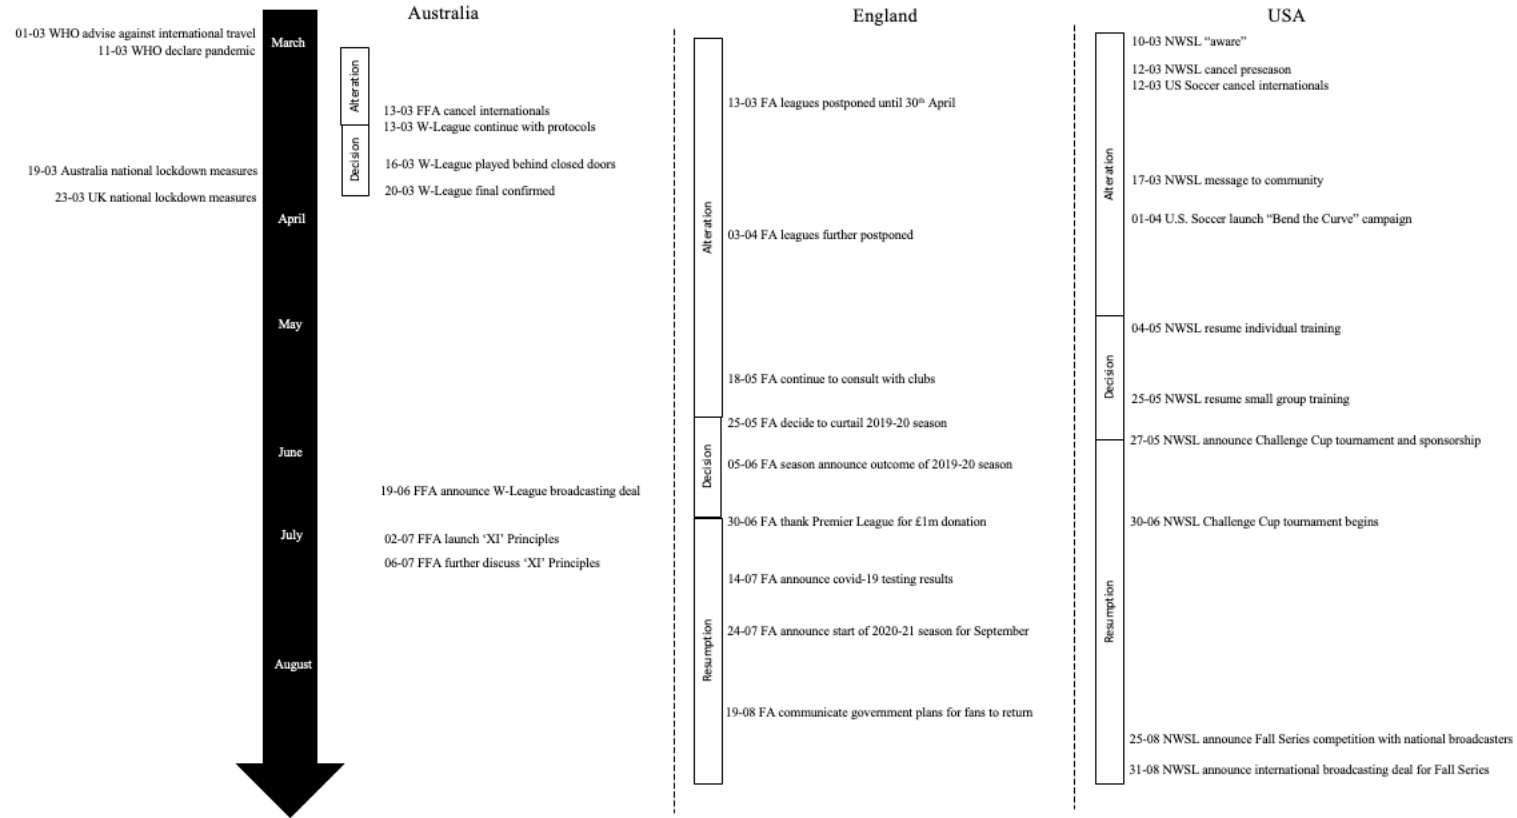 Australia
England
USA
01-03 WHO advise against international travel
11-03 WHO declare pandemic
19-03 Australia national lockdown measures
23-03 UK national lockdown measures
March
April
May
June
July
August
Alteration
Decision
13-03 FFA cancel internationals
13-03 W-League continue with protocols
16-03 W-League played behind closed doors
20-03 W-League final confirmed
19-06 FFA announce W-League broadcasting deal
02-07 FFA launch ‘XI’ Principles
06-07 FFA further discuss ‘XI’ Principles
Alteration
Decision
Resumption
13-03 FA leagues postponed until 30th April
03-04 FA leagues further postponed
18-05 FA continue to consult with clubs
25-05 FA decide to curtail 2019-20 season
05-06 FA season announce outcome of 2019-20 season
30-06 FA thank Premier League for £1m donation
14-07 FA announce covid-19 testing results
24-07 FA announce start of 2020-21 season for September
19-08 FA communicate government plans for fans to return
Alteration
Decision
Resumption
10-03 NWSL “aware”
12-03 NWSL cancel preseason
12-03 US Soccer cancel internationals
17-03 NWSL message to community
01-04 U.S. Soccer launch “Bend the Curve” campaign
04-05 NWSL resume individual training
25-05 NWSL resume small group training
27-05 NWSL announce Challenge Cup tournament and sponsorship
30-06 NWSL Challenge Cup tournament begins
25-08 NWSL announce Fall Series competition with national broadcasters
31-08 NWSL announce international broadcasting deal for Fall Series